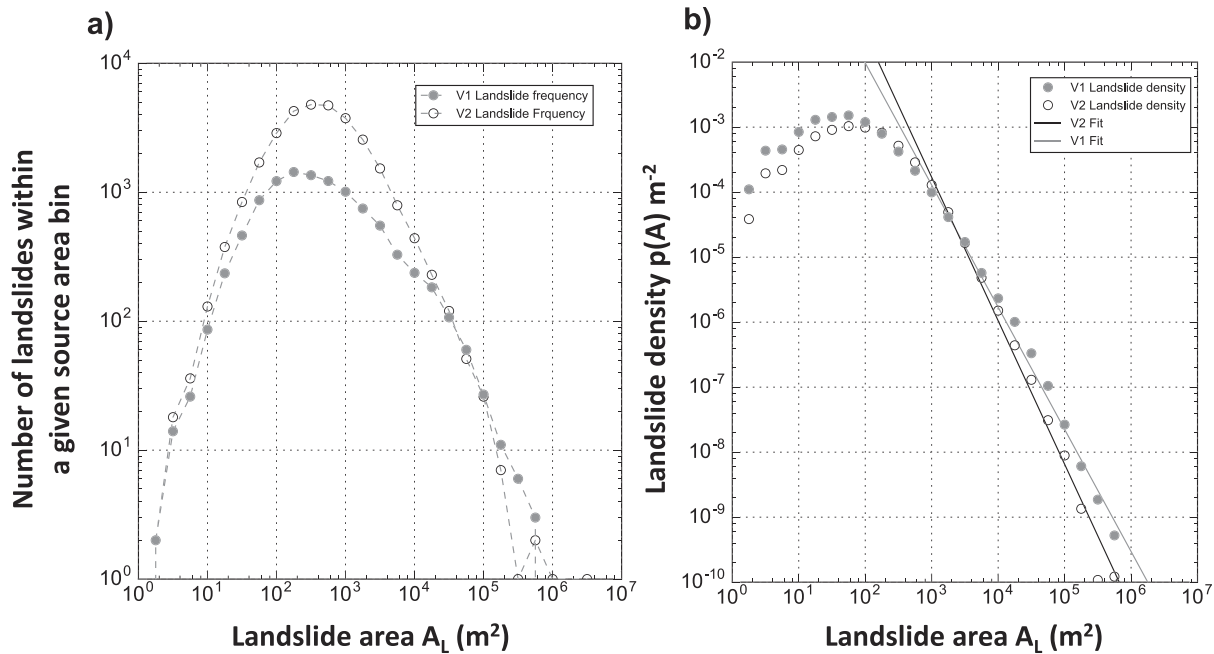 a)
Number of landslides within
a given source area bin
10^4
10^3
10^2
10^1
10^0
V1 Landslide frequency
V2 Landslide Frquency
10^0 10^1 10^2 10^3 10^4 10^5 10^6 10^7
Landslide area A_L (m^2)
b)
Landslide density p(A) m^-2
10^-2
10^-3
10^-4
10^-5
10^-6
10^-7
10^-8
10^-9
10^-10
V1 Landslide density
V2 Landslide density
V2 Fit
V1 Fit
10^0 10^1 10^2 10^3 10^4 10^5 10^6 10^7
Landslide area A_L (m^2)